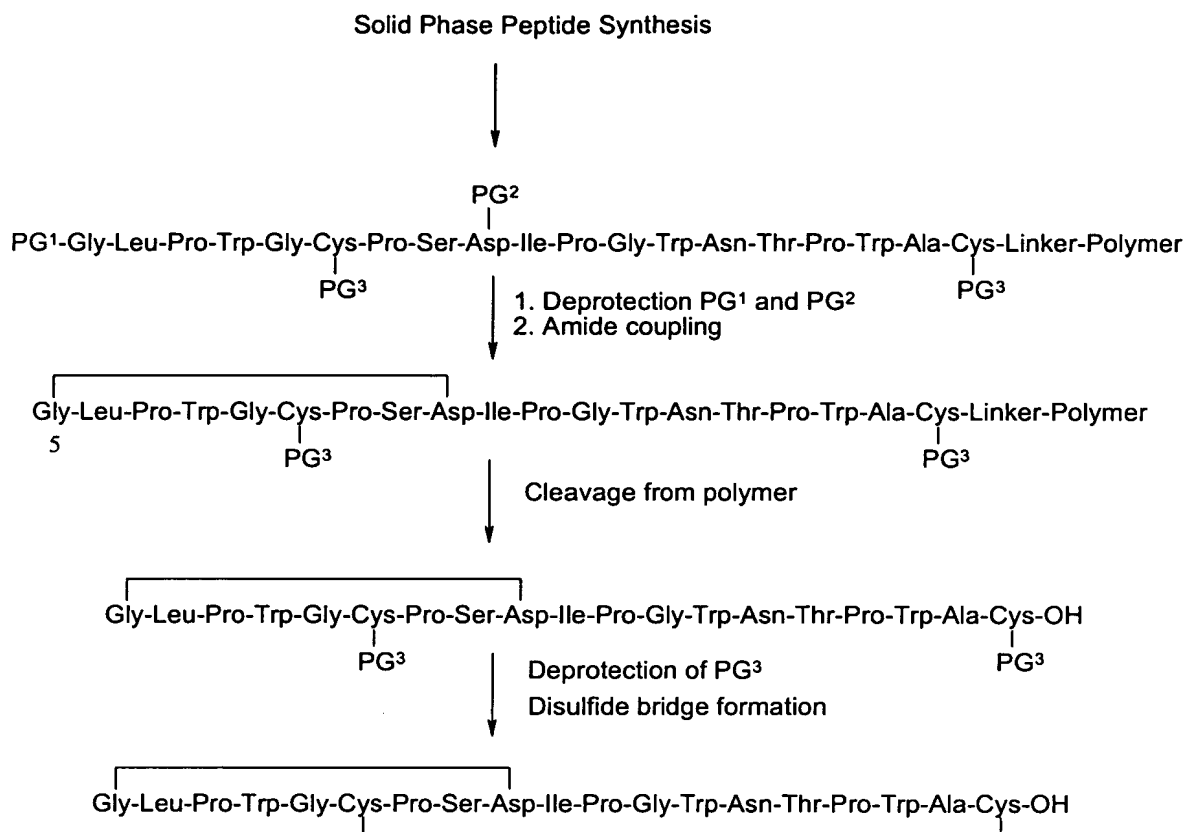 Solid Phase Peptide Synthesis
PG²
PG¹-Gly-Leu-Pro-Trp-Gly-Cys-Pro-Ser-Asp-Ile-Pro-Gly-Trp-Asn-Thr-Pro-Trp-Ala-Cys-Linker-Polymer
PG³ PG³
1. Deprotection PG¹ and PG²
2. Amide coupling
Gly-Leu-Pro-Trp-Gly-Cys-Pro-Ser-Asp-Ile-Pro-Gly-Trp-Asn-Thr-Pro-Trp-Ala-Cys-Linker-Polymer
5
PG³ PG³
Cleavage from polymer
Gly-Leu-Pro-Trp-Gly-Cys-Pro-Ser-Asp-Ile-Pro-Gly-Trp-Asn-Thr-Pro-Trp-Ala-Cys-OH
PG³ PG³
Deprotection of PG³
Disulfide bridge formation
Gly-Leu-Pro-Trp-Gly-Cys-Pro-Ser-Asp-Ile-Pro-Gly-Trp-Asn-Thr-Pro-Trp-Ala-Cys-OH